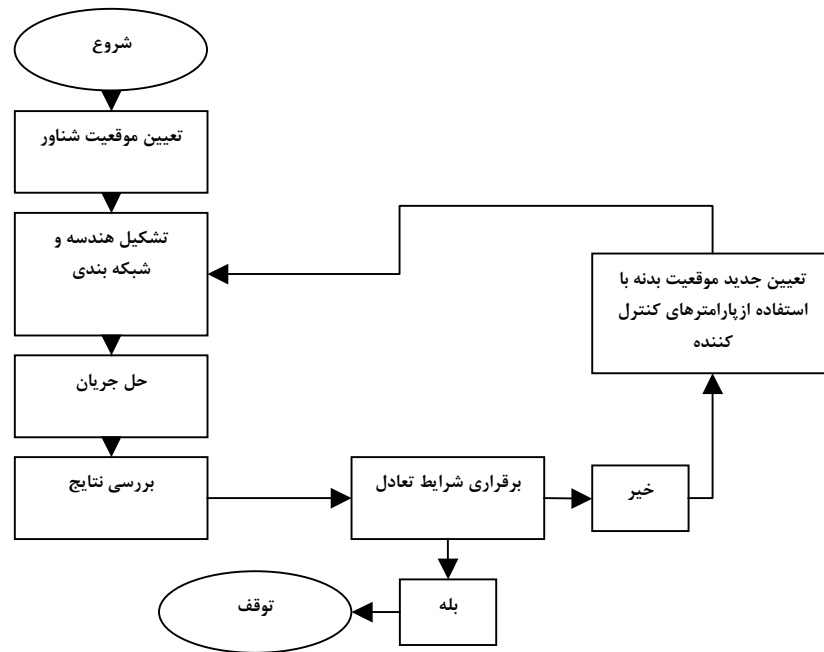 شروع
تعیین موقعیت شناور
تشکیل هندسه و
شبکه بندی
حل جریان
بررسی نتایج
برقراری شرایط تعادل
خیر
بله
توقف
تعیین جدید موقعیت بدنه با
استفاده ازپارامترهای کنترل
کننده